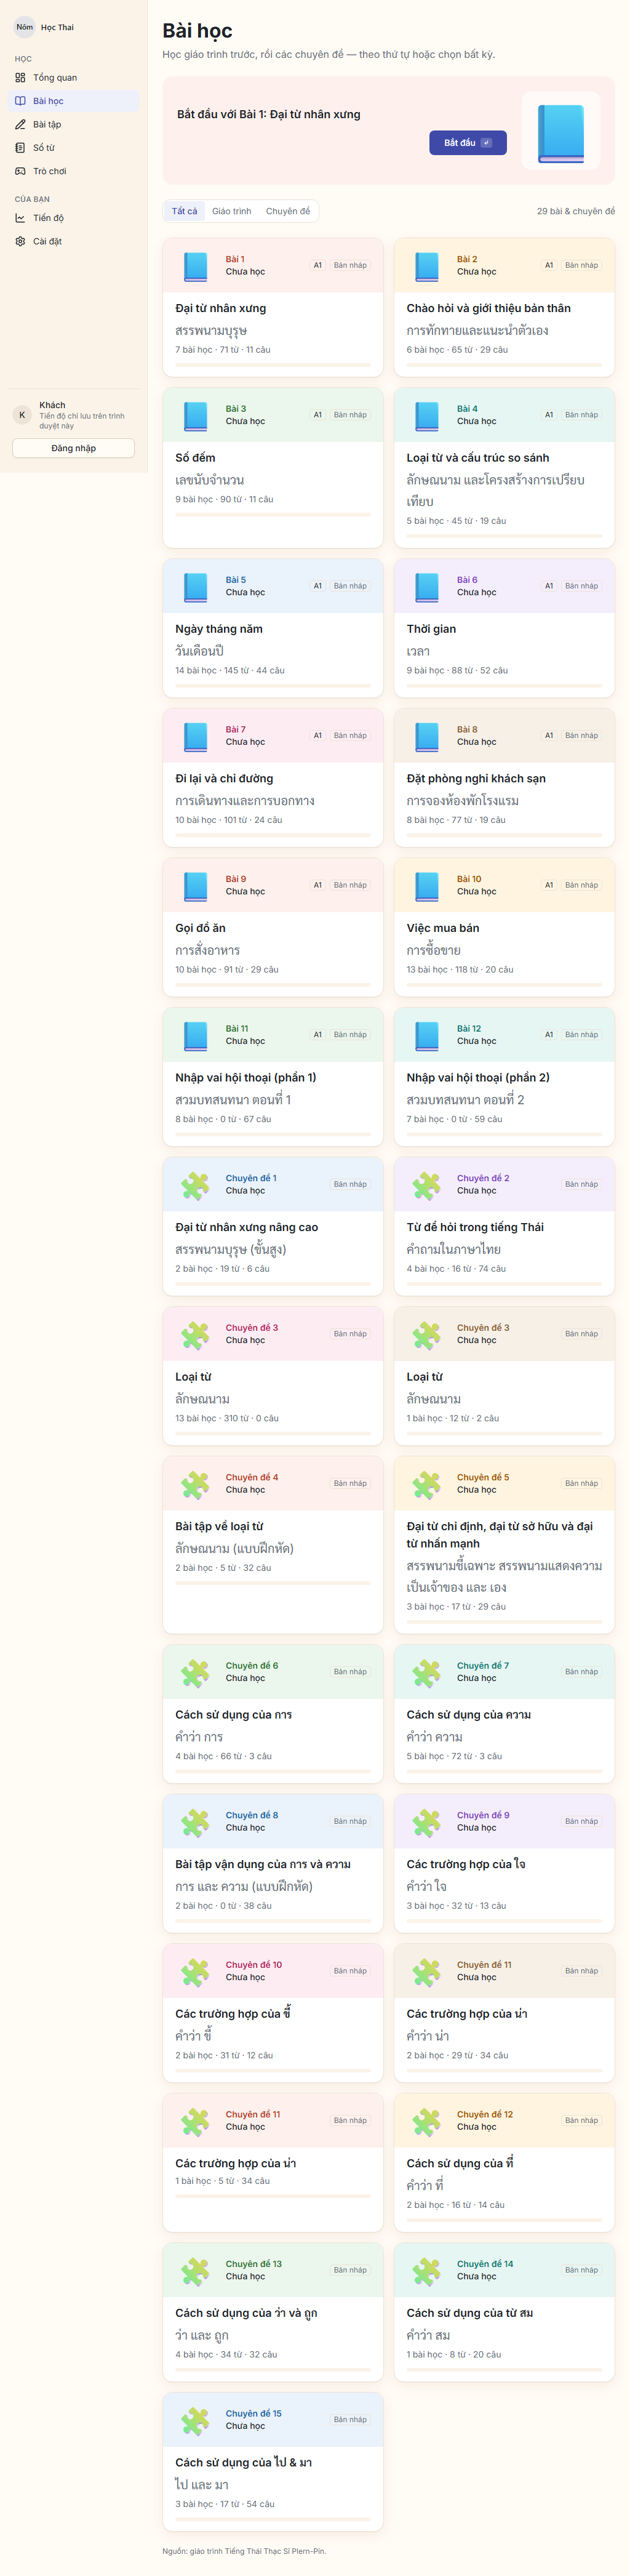 Nôm Học Thai
HỌC
Tổng quan
Bài học
Bài tập
Sổ từ
Trò chơi
CỦA BẠN
Tiến độ
Cài đặt
K
Khách
Tiến độ chỉ lưu trên trình
duyệt này
Đăng nhập
Bài học
Học giáo trình trước, rồi các chuyên đề — theo thứ tự hoặc chọn bất kỳ.
Bắt đầu với Bài 1: Đại từ nhân xưng
Bắt đầu
Tất cả Giáo trình Chuyên đề
29 bài & chuyên đề
Bài 1
Chưa học
A1 Bản nháp
Đại từ nhân xưng
สรรพนามบุรุษ
7 bài học · 71 từ · 11 câu
Bài 2
Chưa học
A1 Bản nháp
Chào hỏi và giới thiệu bản thân
การทักทายและแนะนำตัวเอง
6 bài học · 65 từ · 29 câu
Bài 3
Chưa học
A1 Bản nháp
Số đếm
เลขนับจำนวน
9 bài học · 90 từ · 11 câu
Bài 4
Chưa học
A1 Bản nháp
Loại từ và cấu trúc so sánh
ลักษณนาม และโครงสร้างการเปรียบ
เทียบ
5 bài học · 45 từ · 19 câu
Bài 5
Chưa học
A1 Bản nháp
Ngày tháng năm
วันเดือนปี
14 bài học · 145 từ · 44 câu
Bài 6
Chưa học
A1 Bản nháp
Thời gian
เวลา
9 bài học · 88 từ · 52 câu
Bài 7
Chưa học
A1 Bản nháp
Đi lại và chỉ đường
การเดินทางและการบอกทาง
10 bài học · 101 từ · 24 câu
Bài 8
Chưa học
A1 Bản nháp
Đặt phòng nghỉ khách sạn
การจองห้องพักโรงแรม
8 bài học · 77 từ · 19 câu
Bài 9
Chưa học
A1 Bản nháp
Gọi đồ ăn
การสั่งอาหาร
10 bài học · 91 từ · 29 câu
Bài 10
Chưa học
A1 Bản nháp
Việc mua bán
การซื้อขาย
13 bài học · 118 từ · 20 câu
Bài 11
Chưa học
A1 Bản nháp
Nhập vai hội thoại (phần 1)
สวมบทสนทนา ตอนที่ 1
8 bài học · 0 từ · 67 câu
Bài 12
Chưa học
A1 Bản nháp
Nhập vai hội thoại (phần 2)
สวมบทสนทนา ตอนที่ 2
7 bài học · 0 từ · 59 câu
Chuyên đề 1
Chưa học
Bản nháp
Đại từ nhân xưng nâng cao
สรรพนามบุรุษ (ขั้นสูง)
2 bài học · 19 từ · 6 câu
Chuyên đề 2
Chưa học
Bản nháp
Từ để hỏi trong tiếng Thái
คำถามในภาษาไทย
4 bài học · 16 từ · 74 câu
Chuyên đề 3
Chưa học
Bản nháp
Loại từ
ลักษณนาม
13 bài học · 310 từ · 0 câu
Chuyên đề 3
Chưa học
Bản nháp
Loại từ
ลักษณนาม
1 bài học · 12 từ · 2 câu
Chuyên đề 4
Chưa học
Bản nháp
Bài tập về loại từ
ลักษณนาม (แบบฝึกหัด)
2 bài học · 5 từ · 32 câu
Chuyên đề 5
Chưa học
Bản nháp
Đại từ chỉ định, đại từ sở hữu và đại
từ nhấn mạnh
สรรพนามชี้เฉพาะ สรรพนามแสดงความ
เป็นเจ้าของ และ เอง
3 bài học · 17 từ · 29 câu
Chuyên đề 6
Chưa học
Bản nháp
Cách sử dụng của การ
คำว่า การ
4 bài học · 66 từ · 3 câu
Chuyên đề 7
Chưa học
Bản nháp
Cách sử dụng của ความ
คำว่า ความ
5 bài học · 72 từ · 3 câu
Chuyên đề 8
Chưa học
Bản nháp
Bài tập vận dụng của การ và ความ
การ และ ความ (แบบฝึกหัด)
2 bài học · 0 từ · 38 câu
Chuyên đề 9
Chưa học
Bản nháp
Các trường hợp của ใจ
คำว่า ใจ
3 bài học · 32 từ · 13 câu
Chuyên đề 10
Chưa học
Bản nháp
Các trường hợp của ขี้
คำว่า ขี้
2 bài học · 31 từ · 12 câu
Chuyên đề 11
Chưa học
Bản nháp
Các trường hợp của น่า
คำว่า น่า
2 bài học · 29 từ · 34 câu
Chuyên đề 11
Chưa học
Bản nháp
Các trường hợp của น่า
1 bài học · 5 từ · 34 câu
Chuyên đề 12
Chưa học
Bản nháp
Cách sử dụng của ที่
คำว่า ที่
2 bài học · 16 từ · 14 câu
Chuyên đề 13
Chưa học
Bản nháp
Cách sử dụng của ว่า và ถูก
ว่า และ ถูก
4 bài học · 34 từ · 32 câu
Chuyên đề 14
Chưa học
Bản nháp
Cách sử dụng của từ สม
คำว่า สม
1 bài học · 8 từ · 20 câu
Chuyên đề 15
Chưa học
Bản nháp
Cách sử dụng của ไป & มา
ไป และ มา
3 bài học · 17 từ · 54 câu
Nguồn: giáo trình Tiếng Thái Thạc Sĩ Plern-Pin.